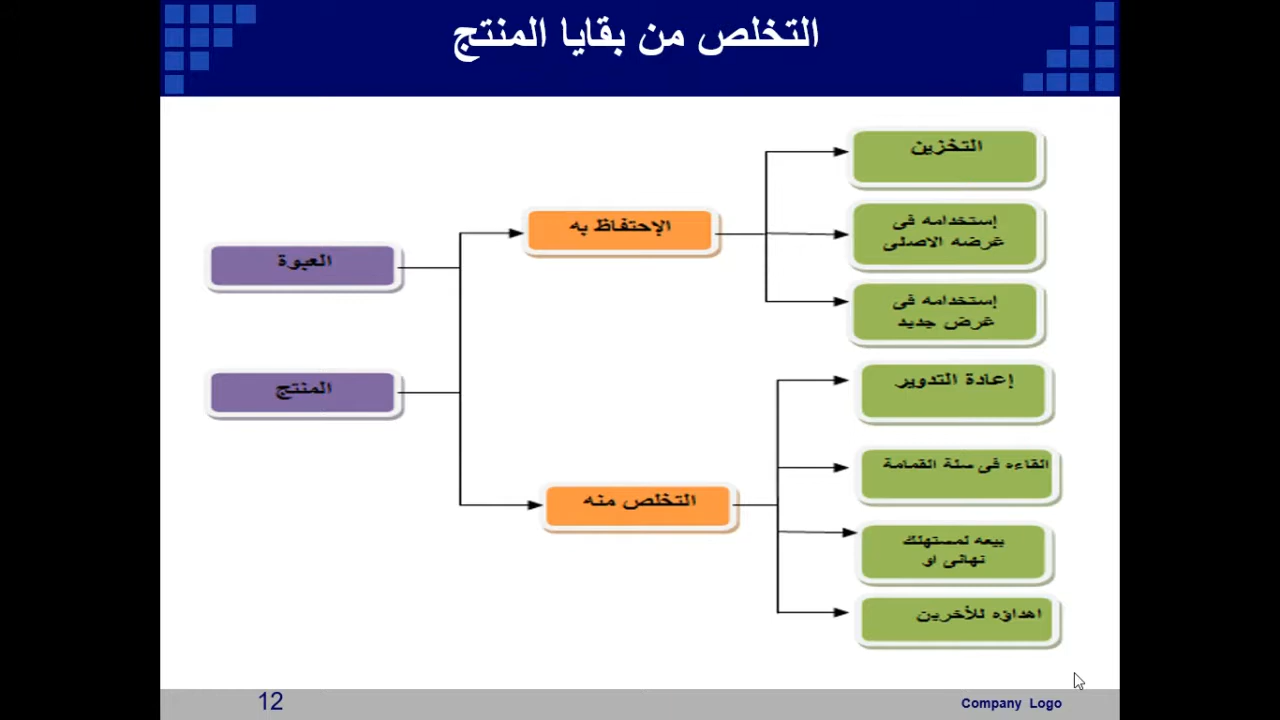 التخلص من بقايا المنتج
التخزين
الإحتفاظ به
إستخدامه فى
غرضه الاصلى
العبوة
إستخدامه فى
غرض جديد
المنتج
إعادة التدوير
القاءه فى سلة القمامة
التخلص منه
بيعه لمستهلك
نهائى او
اهداؤه للأخرين
12
Company Logo